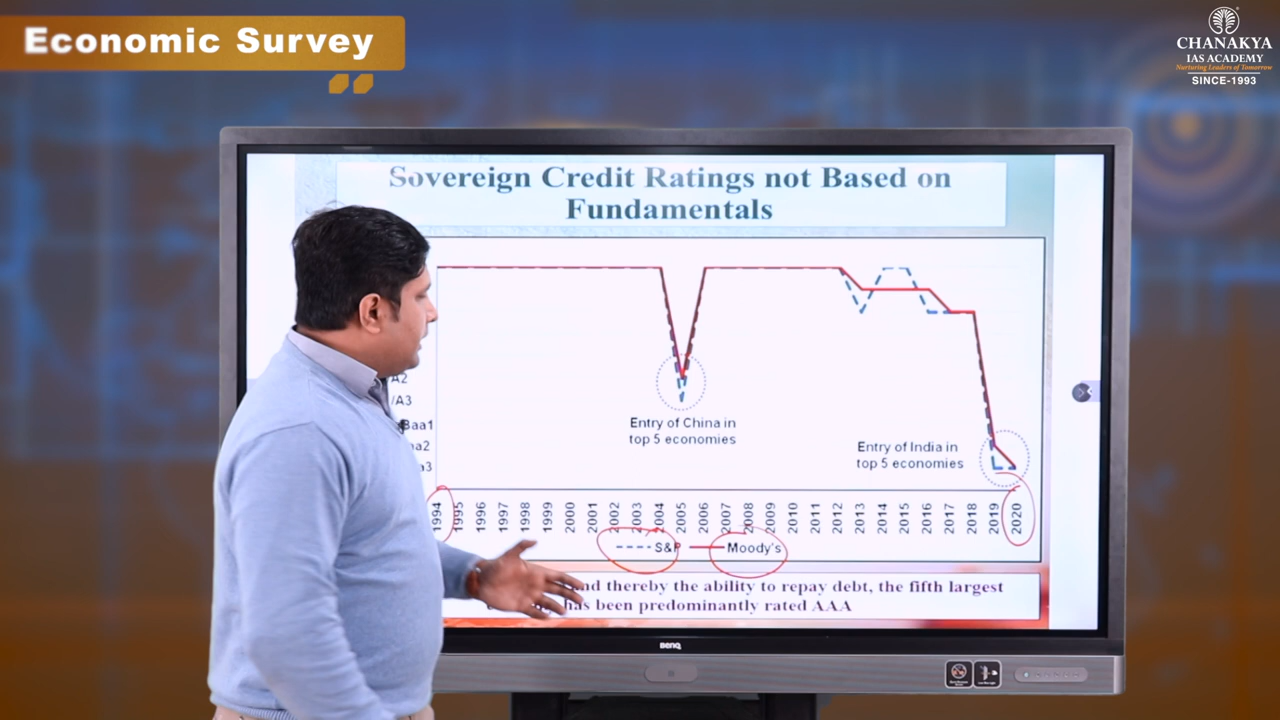 Economic Survey
CHANAKYA
IAS ACADEMY
Nurturing Leaders of Tomorrow
SINCE-1993
Sovereign Credit Ratings not Based on
Fundamentals
A2
/A3
Baa1
a2
3
Entry of China in
top 5 economies
Entry of India in
top 5 economies
1994 1995 1996 1997 1998 1999 2000 2001 2002 2003 2004 2005 2006 2007 2008 2009 2010 2011 2012 2013 2014 2015 2016 2017 2018 2019 2020
S&P Moody's
and thereby the ability to repay debt, the fifth largest
has been predominantly rated AAA
BenQ